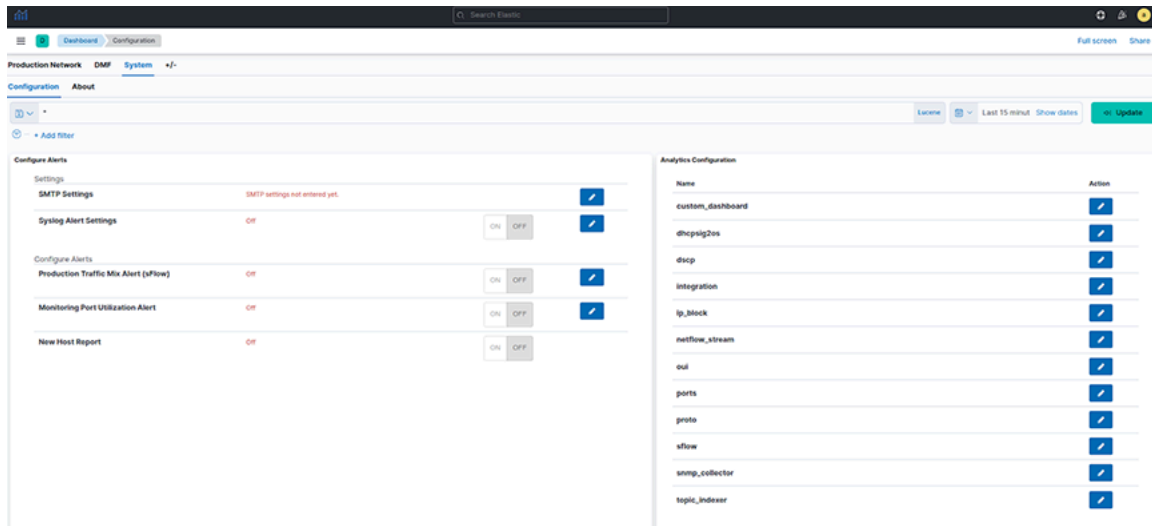 Search Elastic
D Dashboard Configuration Full screen Share
Production Network DMF System +/-
Configuration About
* Lucene Last 15 minut Show dates Update
+ Add filter
Configure Alerts
Settings
SMTP Settings SMTP settings not entered yet.
Syslog Alert Settings Off ON OFF
Configure Alerts
Production Traffic Mix Alert (sFlow) Off ON OFF
Monitoring Port Utilization Alert Off ON OFF
New Host Report Off ON OFF
Analytics Configuration
Name Action
custom_dashboard
dhcpsig2os
dscp
integration
ip_block
netflow_stream
oui
ports
proto
sflow
snmp_collector
topic_indexer